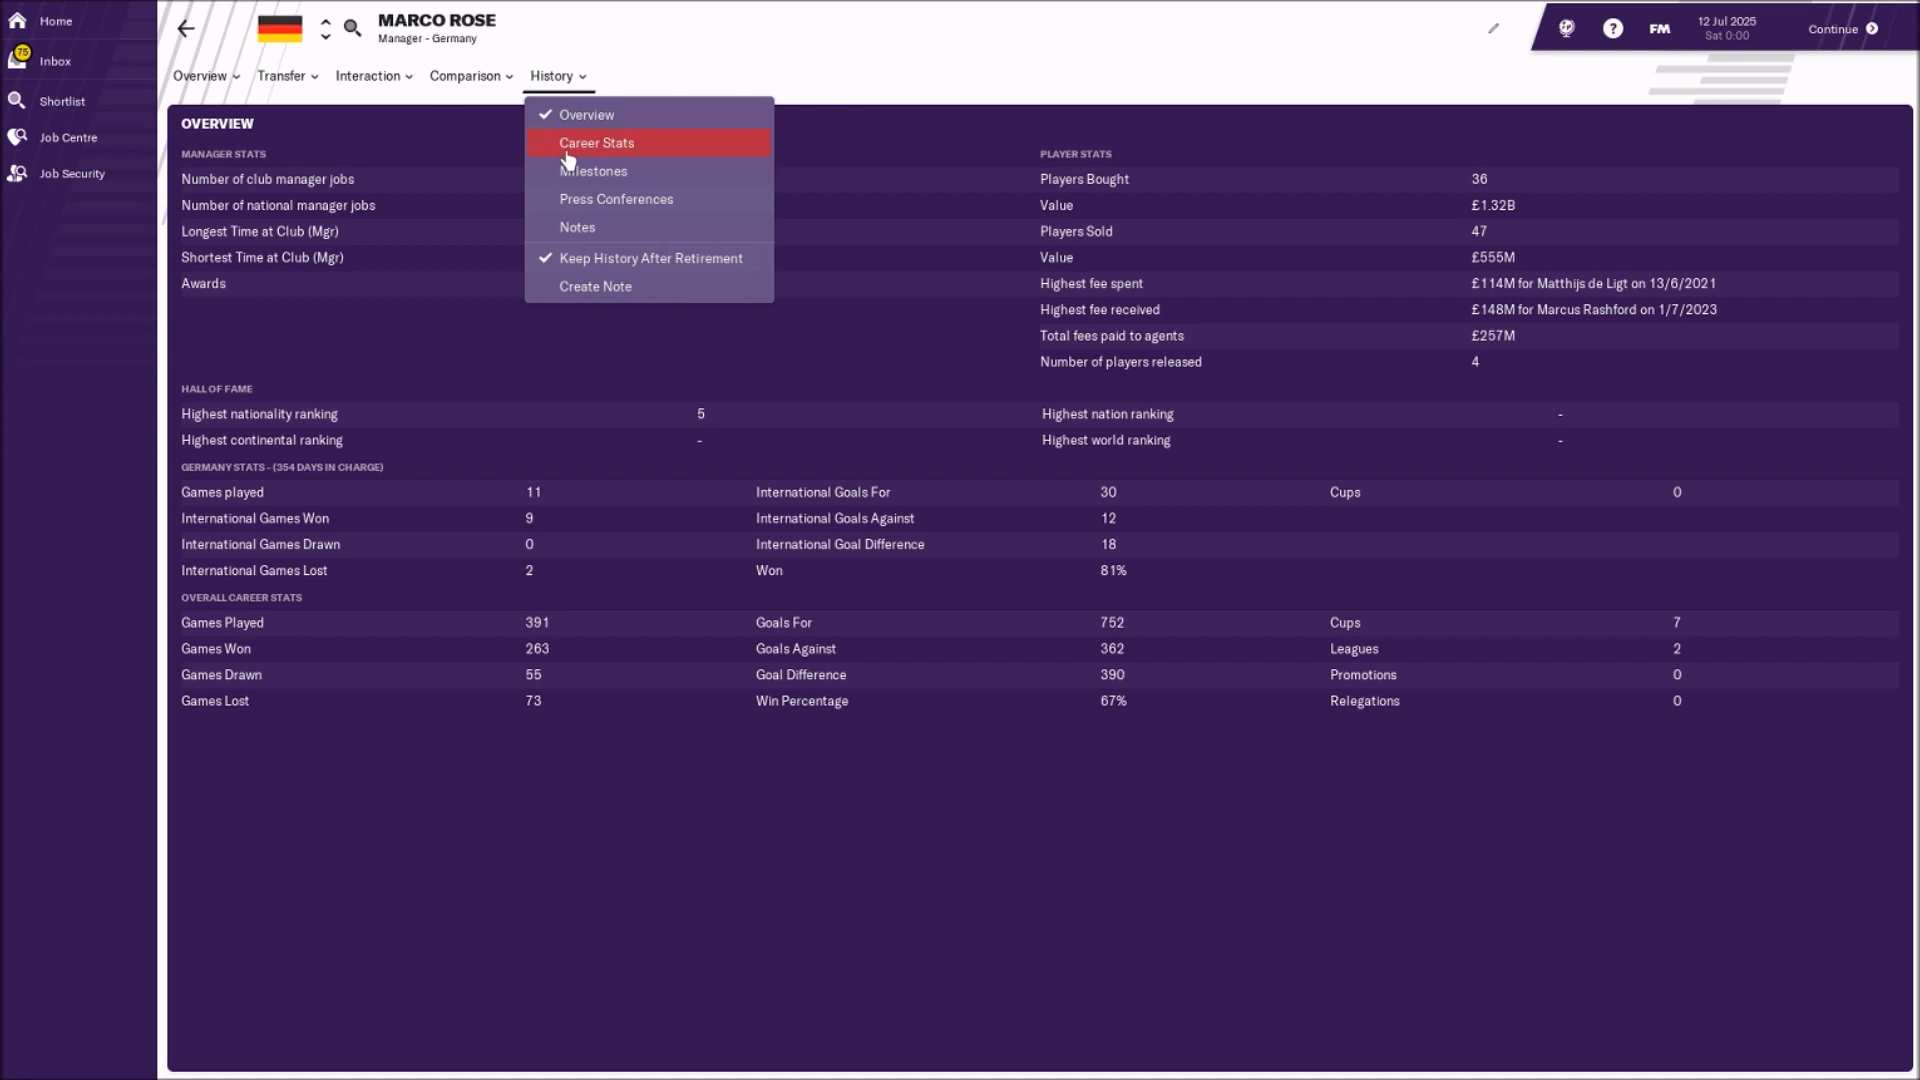 Home
MARCO ROSE
Manager - Germany
FM
12 Jul 2025
Sat 0:00
Continue
75
Inbox
Shortlist
Job Centre
Job Security
Overview
Transfer
Interaction
Comparison
History
Overview
Career Stats
Milestones
Press Conferences
Notes
Keep History After Retirement
Create Note
OVERVIEW
MANAGER STATS
Number of club manager jobs
Number of national manager jobs
Longest Time at Club (Mgr)
Shortest Time at Club (Mgr)
Awards
PLAYER STATS
Players Bought 36
Value £1.32B
Players Sold 47
Value £555M
Highest fee spent £114M for Matthijs de Ligt on 13/6/2021
Highest fee received £148M for Marcus Rashford on 1/7/2023
Total fees paid to agents £257M
Number of players released 4
HALL OF FAME
Highest nationality ranking 5 Highest nation ranking -
Highest continental ranking - Highest world ranking -
GERMANY STATS - (354 DAYS IN CHARGE)
Games played 11 International Goals For 30 Cups 0
International Games Won 9 International Goals Against 12
International Games Drawn 0 International Goal Difference 18
International Games Lost 2 Won 81%
OVERALL CAREER STATS
Games Played 391 Goals For 752 Cups 7
Games Won 263 Goals Against 362 Leagues 2
Games Drawn 55 Goal Difference 390 Promotions 0
Games Lost 73 Win Percentage 67% Relegations 0